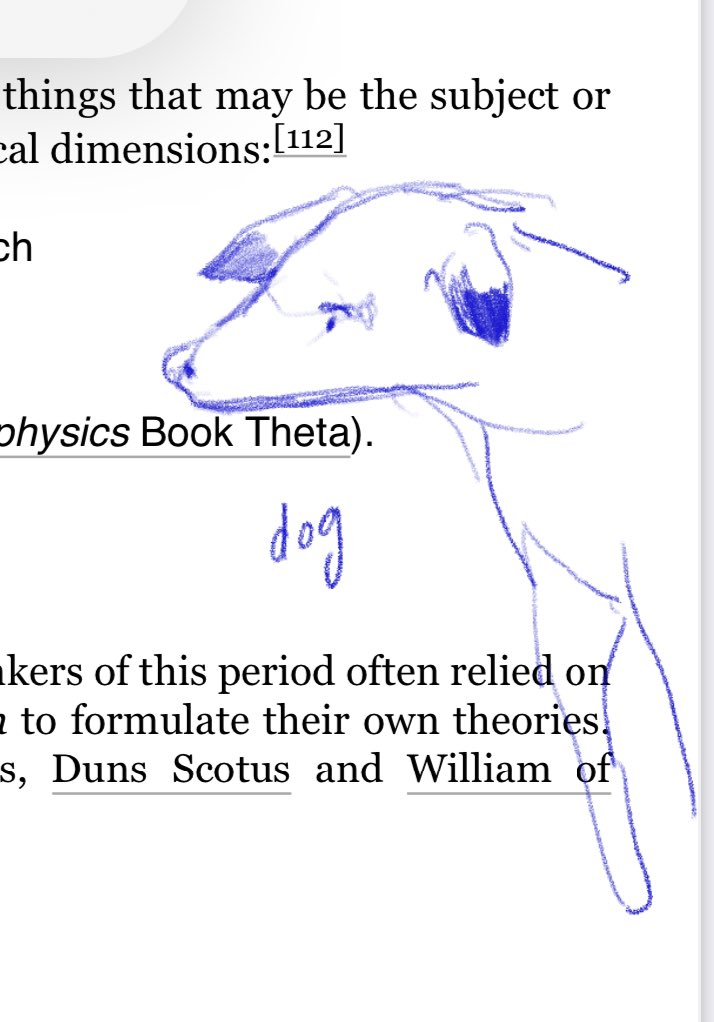 things that may be the subject or
cal dimensions:[112]
ch
physics Book Theta).
dog
nkers of this period often relied on
n to formulate their own theories.
s, Duns Scotus and William of